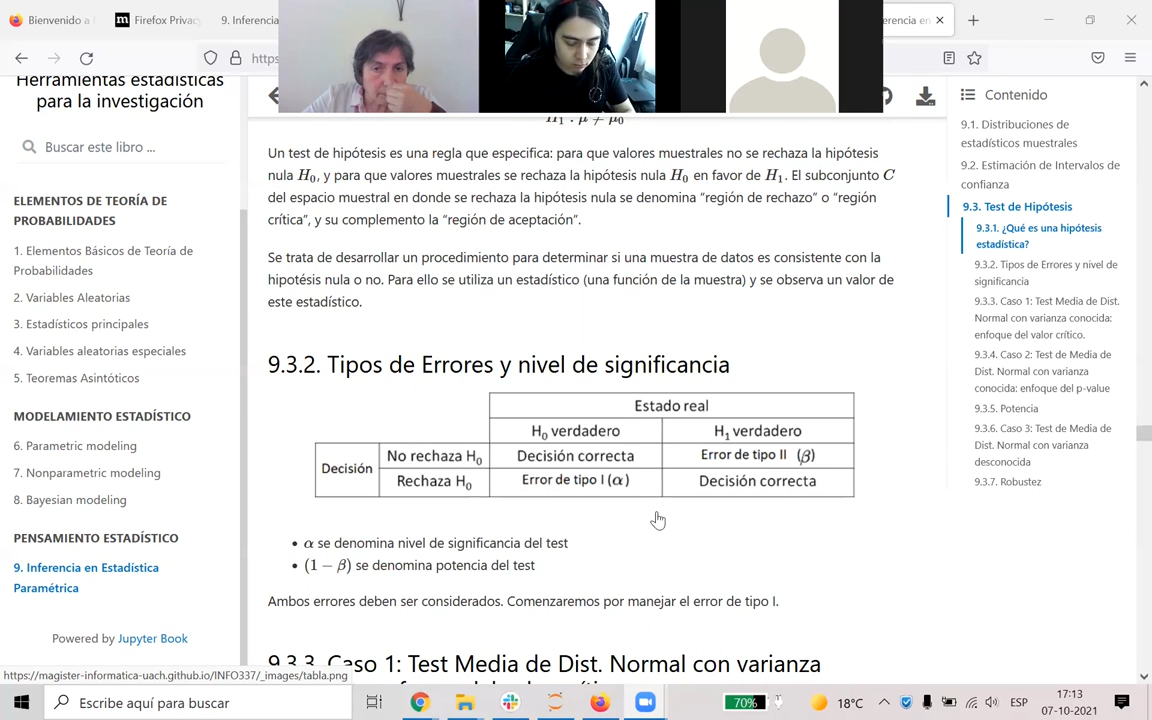 Bienvenido a
Firefox Privacy
9. Inferencia
erencia en
https
Herramientas estadísticas
para la investigación
Buscar este libro ...
ELEMENTOS DE TEORÍA DE
PROBABILIDADES
1. Elementos Básicos de Teoría de
Probabilidades
2. Variables Aleatorias
3. Estadísticos principales
4. Variables aleatorias especiales
5. Teoremas Asintóticos
MODELAMIENTO ESTADÍSTICO
6. Parametric modeling
7. Nonparametric modeling
8. Bayesian modeling
PENSAMIENTO ESTADÍSTICO
9. Inferencia en Estadística
Paramétrica
Powered by Jupyter Book
H₁ : μ ≠ μ₀
Un test de hipótesis es una regla que especifica: para que valores muestrales no se rechaza la hipótesis
nula H₀, y para que valores muestrales se rechaza la hipótesis nula H₀ en favor de H₁. El subconjunto C
del espacio muestral en donde se rechaza la hipótesis nula se denomina “región de rechazo” o “región
crítica”, y su complemento la “región de aceptación”.
Se trata de desarrollar un procedimiento para determinar si una muestra de datos es consistente con la
hipotésis nula o no. Para ello se utiliza un estadístico (una función de la muestra) y se observa un valor de
este estadístico.
9.3.2. Tipos de Errores y nivel de significancia
Estado real
H₀ verdadero H₁ verdadero
Decisión
No rechaza H₀ Decisión correcta Error de tipo II (β)
Rechaza H₀ Error de tipo I (α) Decisión correcta
• α se denomina nivel de significancia del test
• (1 − β) se denomina potencia del test
Ambos errores deben ser considerados. Comenzaremos por manejar el error de tipo I.
9.3.3. Caso 1: Test Media de Dist. Normal con varianza
Contenido
9.1. Distribuciones de
estadísticos muestrales
9.2. Estimación de Intervalos de
confianza
9.3. Test de Hipótesis
9.3.1. ¿Qué es una hipótesis
estadística?
9.3.2. Tipos de Errores y nivel de
significancia
9.3.3. Caso 1: Test Media de Dist.
Normal con varianza conocida:
enfoque del valor crítico.
9.3.4. Caso 2: Test de Media de
Dist. Normal con varianza
conocida: enfoque del p-value
9.3.5. Potencia
9.3.6. Caso 3: Test de Media de
Dist. Normal con varianza
desconocida
9.3.7. Robustez
https://magister-informatica-uach.github.io/INFO337/_images/tabla.png
Escribe aquí para buscar
70%
18°C
ESP
17:13
07-10-2021